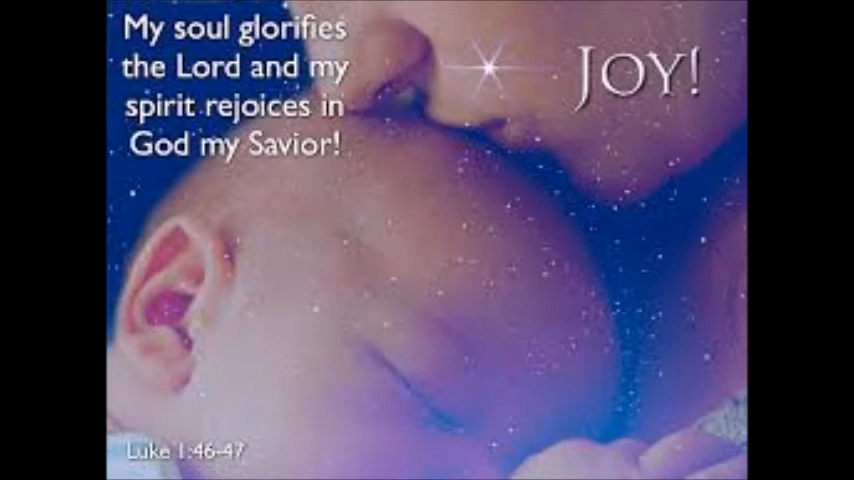 My soul glorifies
the Lord and my
spirit rejoices in
God my Savior!
JOY!
Luke 1:46-47